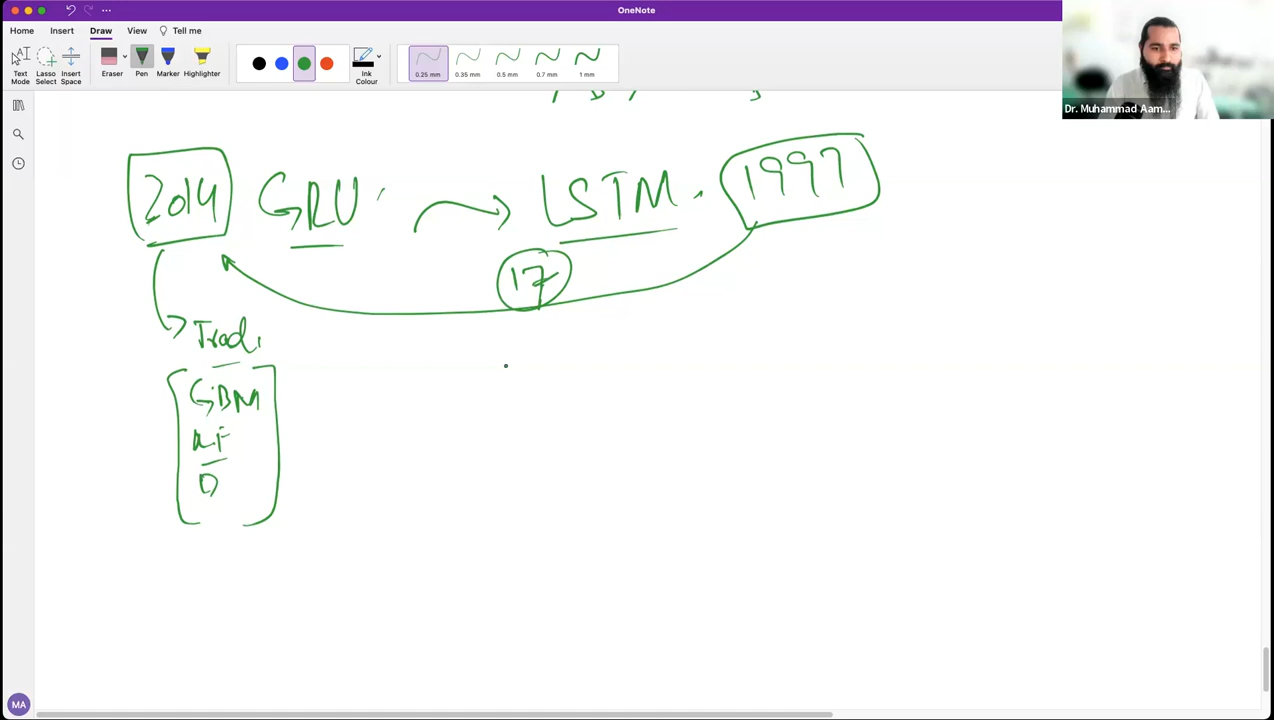 OneNote
Home Insert Draw View Tell me
Text Mode Lasso Select Insert Space Eraser Pen Marker Highlighter Ink Colour 0.25 mm 0.35 mm 0.5 mm 0.7 mm 1 mm
Dr. Muhammad Aam...
2014 GRU → LSTM. 1997
17
Trad.
GBM
RF
D
MA